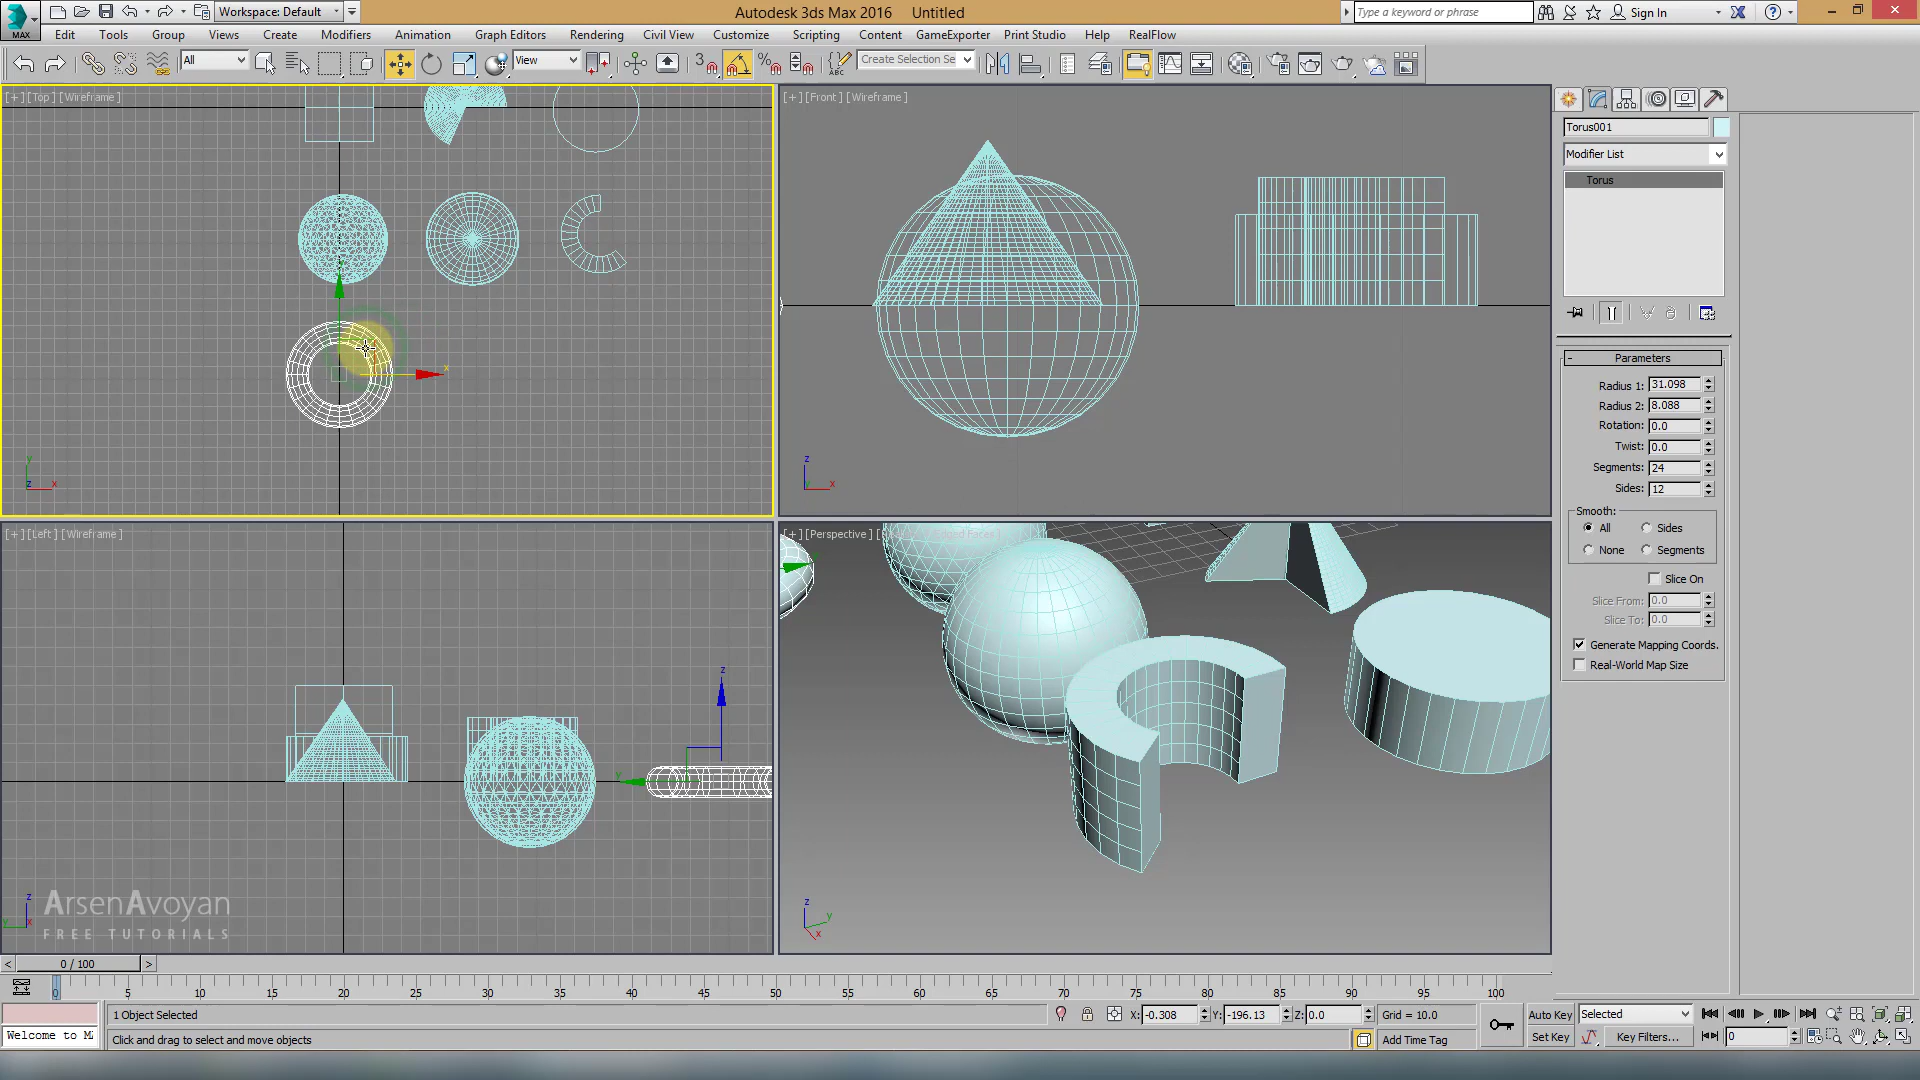 MAX
Workspace: Default
Autodesk 3ds Max 2016 Untitled
Type a keyword or phrase
Sign In
Edit Tools Group Views Create Modifiers Animation Graph Editors Rendering Civil View Customize Scripting Content GameExporter Print Studio Help RealFlow
All
View
3
ABC
Create Selection Se
[+][Top][Wireframe]
[+][Front][Wireframe]
Torus001
Modifier List
Torus
Parameters
Radius 1: 31.098
Radius 2: 8.088
Rotation: 0.0
Twist: 0.0
Segments: 24
Sides: 12
Smooth:
All Sides
None Segments
Slice On
Slice From: 0.0
Slice To: 0.0
Generate Mapping Coords.
Real-World Map Size
x
y
z x
z
x
[+][Left][Wireframe]
[+][Perspective][
z
y
z
y
x
z
y
x
ArsenAvoyan
FREE TUTORIALS
< 0 / 100 >
0 5 10 15 20 25 30 35 40 45 50 55 60 65 70 75 80 85 90 95 100
1 Object Selected
X: -0.308 Y: -196.13 Z: 0.0 Grid = 10.0
Auto Key Selected
Welcome to M
Click and drag to select and move objects
Add Time Tag
Set Key Key Filters... 0